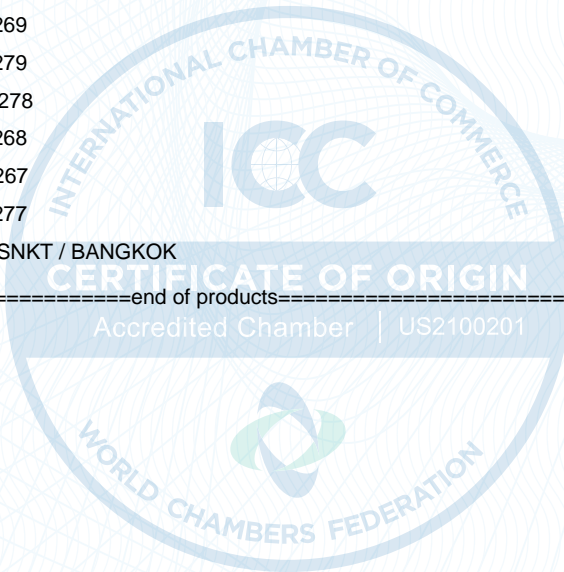 269
279
278
268
267
277
SNKT / BANGKOK
===========end of products=======================
INTERNATIONAL CHAMBER OF COMMERCE
ICC
CERTIFICATE OF ORIGIN
Accredited Chamber | US2100201
WORLD CHAMBERS FEDERATION